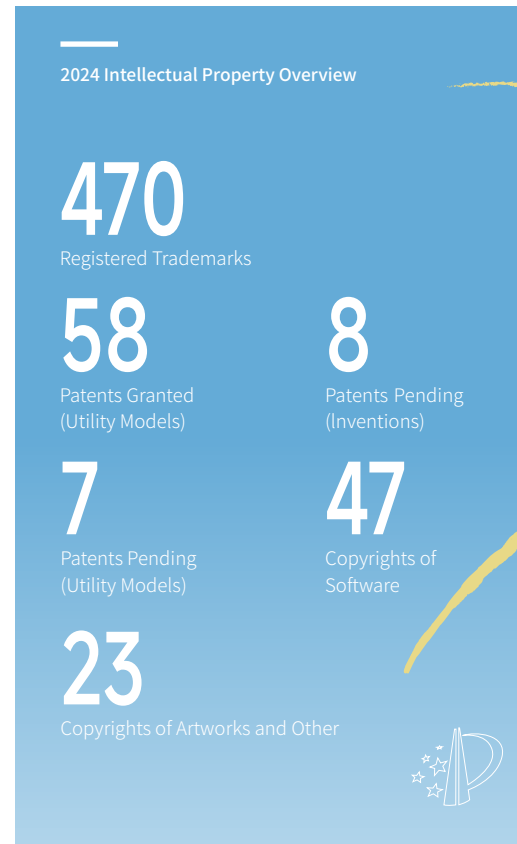 2024 Intellectual Property Overview
470
Registered Trademarks
58
Patents Granted
(Utility Models)
8
Patents Pending
(Inventions)
7
Patents Pending
(Utility Models)
47
Copyrights of
Software
23
Copyrights of Artworks and Other